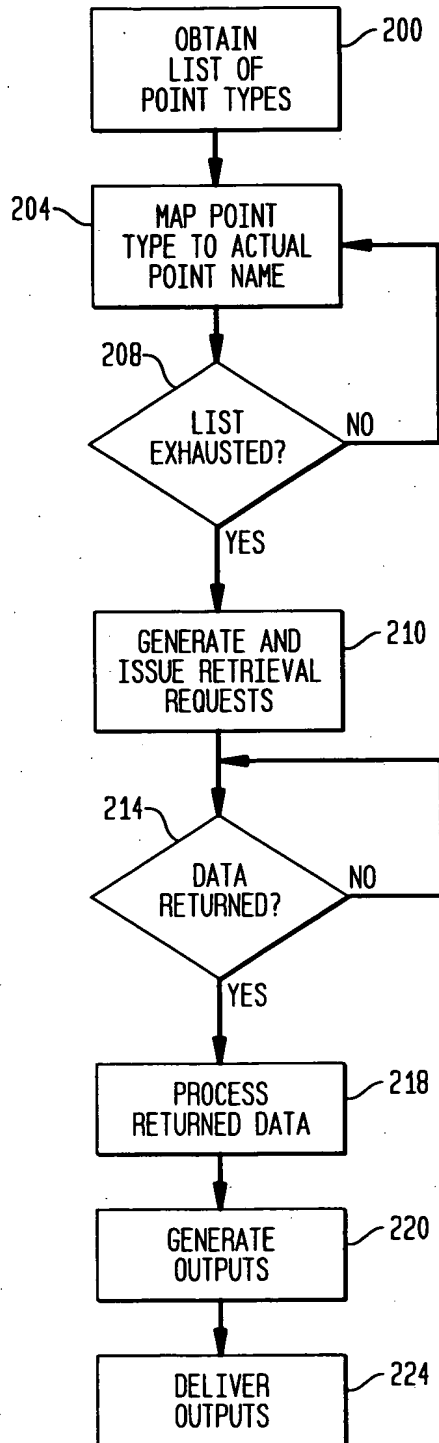 OBTAIN
LIST OF
POINT TYPES
200
204
MAP POINT
TYPE TO ACTUAL
POINT NAME
208
LIST
EXHAUSTED?
NO
YES
GENERATE AND
ISSUE RETRIEVAL
REQUESTS
210
214
DATA
RETURNED?
NO
YES
PROCESS
RETURNED DATA
218
GENERATE
OUTPUTS
220
DELIVER
OUTPUTS
224